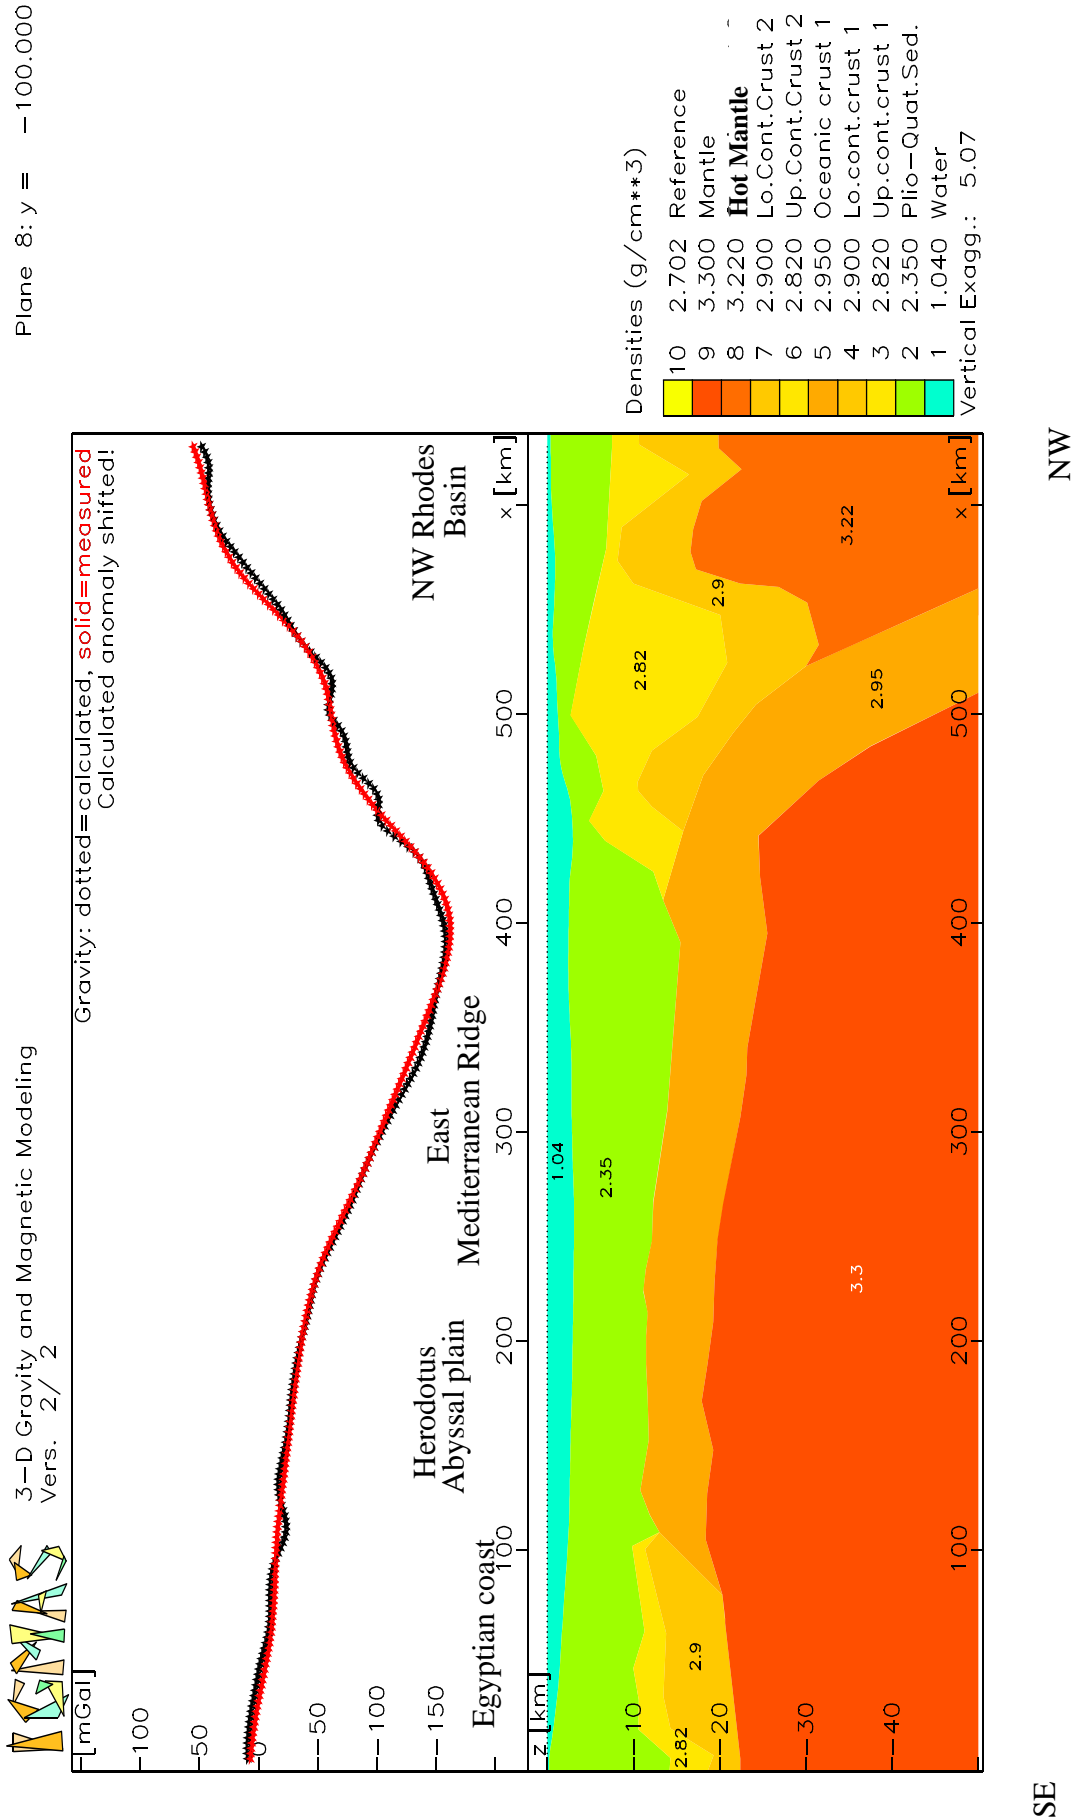 IGMAS
3-D Gravity and Magnetic Modeling
Vers. 2/ 2
Plane 8: y = -100.000
[mGal]
Gravity: dotted=calculated, solid=measured
Calculated anomaly shifted!
100
50
0
-50
-100
-150
Egyptian coast
Herodotus
Abyssal plain
East
Mediterranean Ridge
NW Rhodes
Basin
100
200
300
400
500
x [km]
z [km]
10
20
30
40
1.04
2.35
2.82
2.9
3.3
2.82
2.9
2.95
3.22
100
200
300
400
500
x [km]
Densities (g/cm**3)
10 2.702 Reference
9 3.300 Mantle
8 3.220 Hot Mantle
7 2.900 Lo.Cont.Crust 2
6 2.820 Up.Cont.Crust 2
5 2.950 Oceanic crust 1
4 2.900 Lo.cont.crust 1
3 2.820 Up.cont.crust 1
2 2.350 Plio-Quat.Sed.
1 1.040 Water
Vertical Exagg.: 5.07
SE
NW